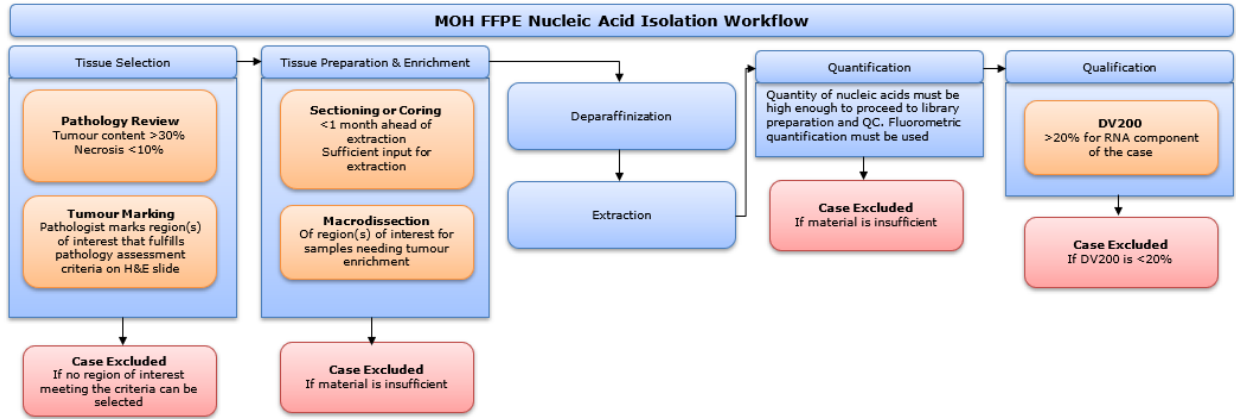 MOH FFPE Nucleic Acid Isolation Workflow
Tissue Selection
Pathology Review
Tumour content >30%
Necrosis <10%
Tumour Marking
Pathologist marks region(s)
of interest that fulfills
pathology assessment
criteria on H&E slide
Case Excluded
If no region of interest
meeting the criteria can be
selected
Tissue Preparation & Enrichment
Sectioning or Coring
<1 month ahead of
extraction
Sufficient input for
extraction
Macrodissection
Of region(s) of interest for
samples needing tumour
enrichment
Case Excluded
If material is insufficient
Deparaffinization
Extraction
Quantification
Quantity of nucleic acids must be
high enough to proceed to library
preparation and QC. Fluorometric
quantification must be used
Case Excluded
If material is insufficient
Qualification
DV200
>20% for RNA component
of the case
Case Excluded
If DV200 is <20%